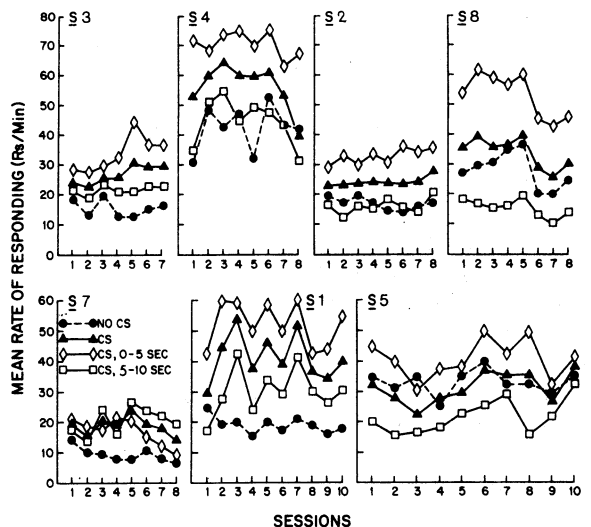 MEAN RATE OF RESPONDING (Rs/Min)
S3
S4
S2
S8
80
70
60
50
40
30
20
10
0
1 2 3 4 5 6 7
1 2 3 4 5 6 7 8
1 2 3 4 5 6 7 8
1 2 3 4 5 6 7 8
S7
S1
S5
60
50
40
30
20
10
0
NO CS
CS
CS, 0-5 SEC
CS, 5-10 SEC
1 2 3 4 5 6 7 8
1 2 3 4 5 6 7 8 9 10
1 2 3 4 5 6 7 8 9 10
SESSIONS